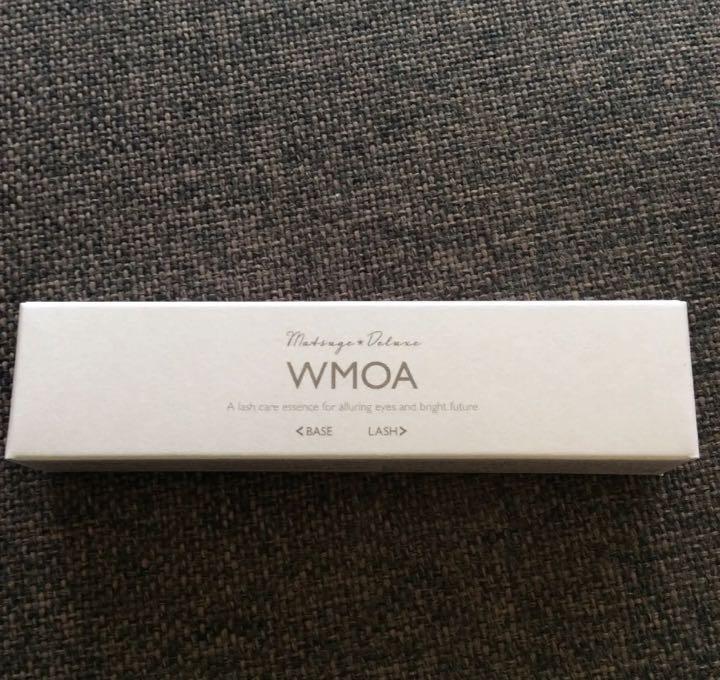 Matsuge★Deluxe
WMOA
A lash care essence for alluring eyes and bright future
<BASE LASH>